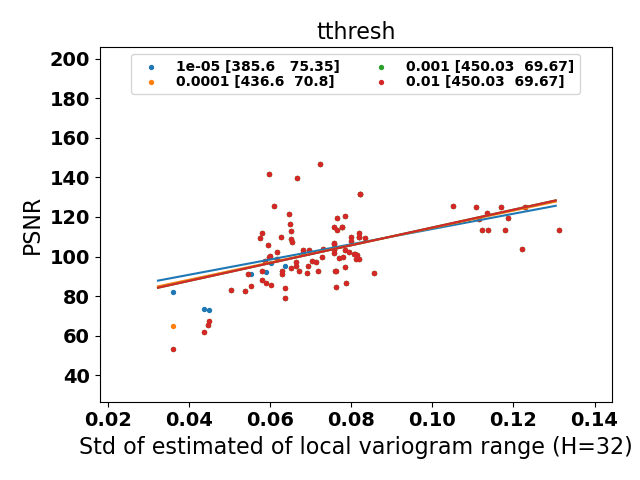 tthresh
1e-05 [385.6   75.35]
0.0001 [436.6  70.8]
0.001 [450.03  69.67]
0.01 [450.03  69.67]
200
180
160
140
120
100
80
60
40
PSNR
0.02 0.04 0.06 0.08 0.10 0.12 0.14
Std of estimated of local variogram range (H=32)